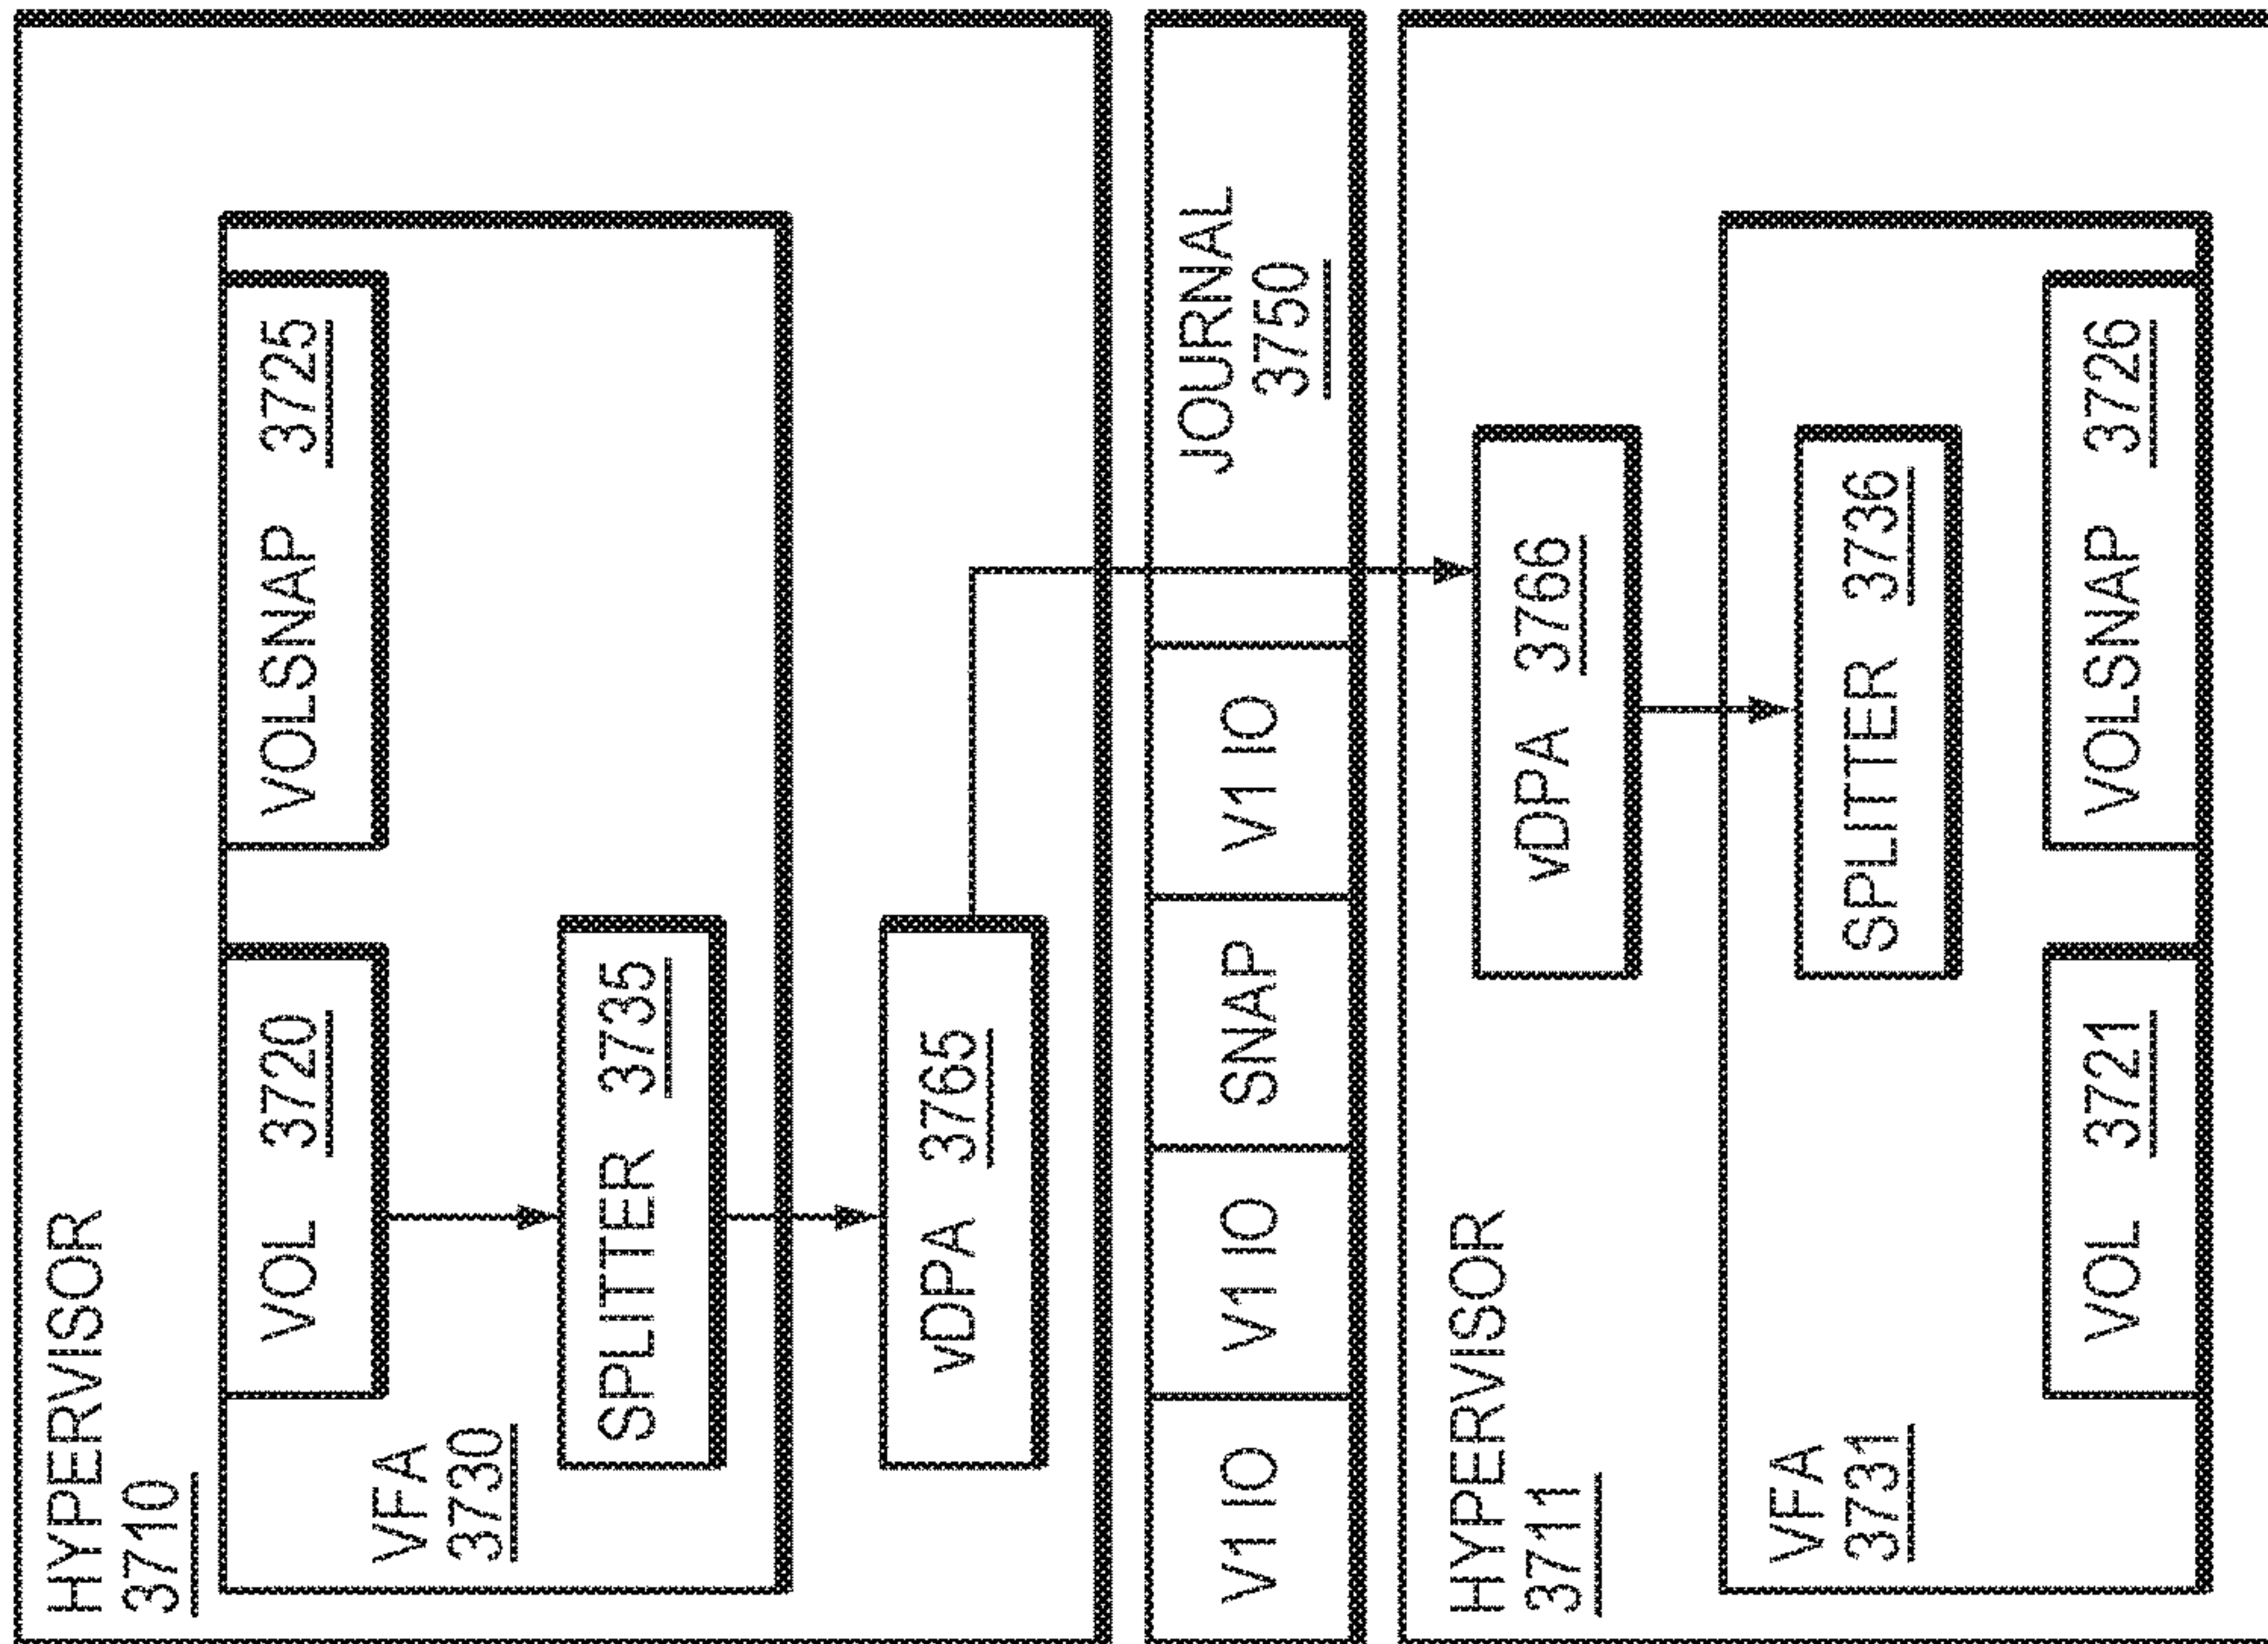 HYPERVISOR
3710
VOL 3720
VOLSNAP 3725
VFA
3730
SPLITTER 3735
vDPA 3765
V1 IO
V1 IO
SNAP
V1 IO
JOURNAL
3750
HYPERVISOR
3711
vDPA 3766
VFA
3731
SPLITTER 3736
VOL 3721
VOLSNAP 3726